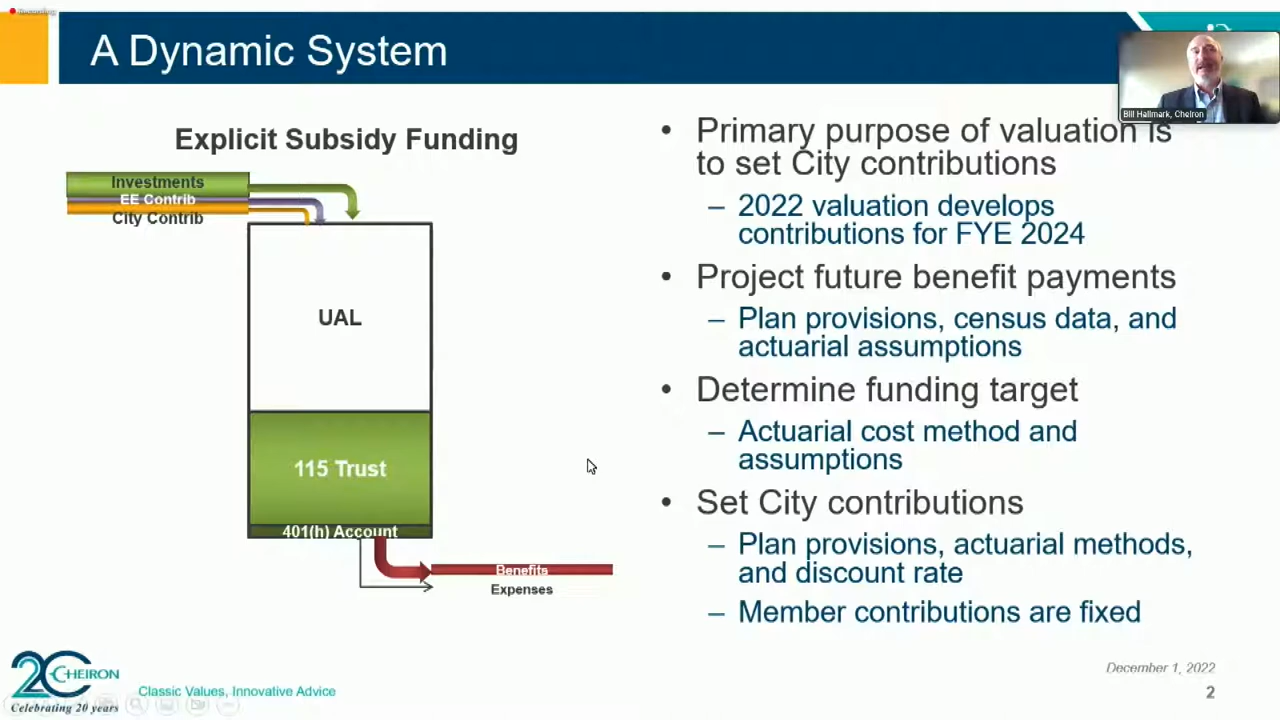 Recording
A Dynamic System
Bill Hallmark, Cheiron
Explicit Subsidy Funding
Investments
EE Contrib
City Contrib
UAL
115 Trust
401(h) Account
Benefits
Expenses
• Primary purpose of valuation is
to set City contributions
– 2022 valuation develops
contributions for FYE 2024
• Project future benefit payments
– Plan provisions, census data, and
actuarial assumptions
• Determine funding target
– Actuarial cost method and
assumptions
• Set City contributions
– Plan provisions, actuarial methods,
and discount rate
– Member contributions are fixed
20 CHEIRON
Celebrating 20 years
Classic Values, Innovative Advice
December 1, 2022
2